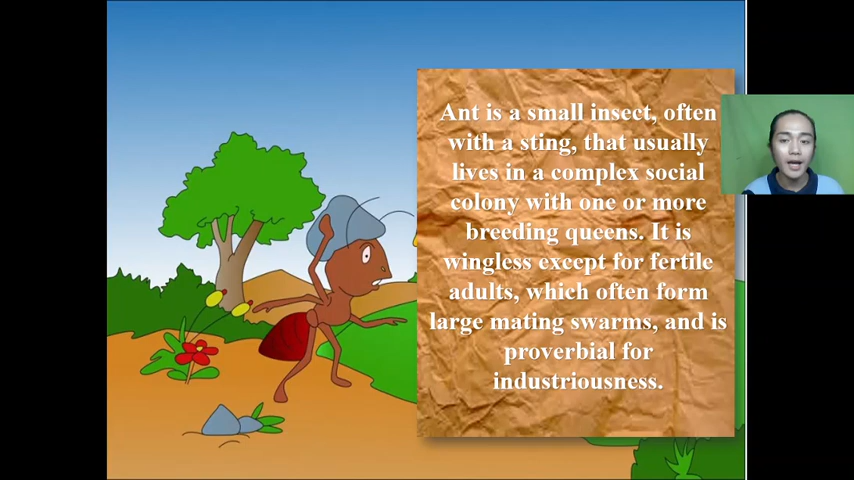 Ant is a small insect, often
with a sting, that usually
lives in a complex social
colony with one or more
breeding queens. It is
wingless except for fertile
adults, which often form
large mating swarms, and is
proverbial for
industriousness.